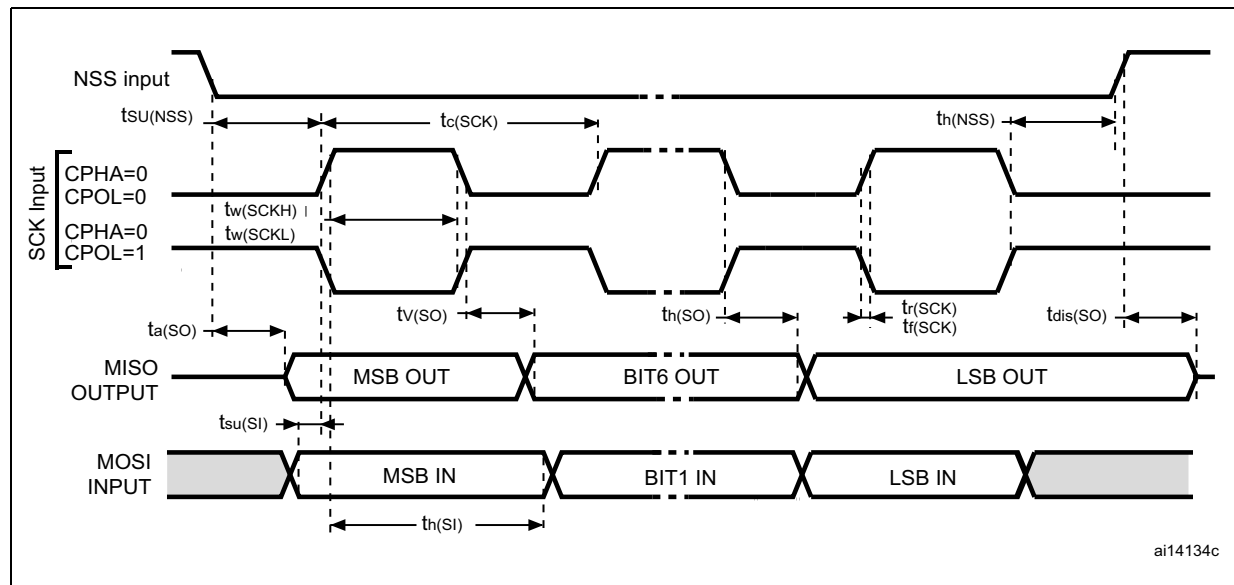 NSS input
tSU(NSS)
tc(SCK)
th(NSS)
SCK Input
CPHA=0
CPOL=0
tw(SCKH)
CPHA=0
tw(SCKL)
CPOL=1
ta(SO)
tV(SO)
th(SO)
tr(SCK)
tf(SCK)
tdis(SO)
MISO
OUTPUT
MSB OUT
BIT6 OUT
LSB OUT
tsu(SI)
MOSI
INPUT
MSB IN
BIT1 IN
LSB IN
th(SI)
ai14134c